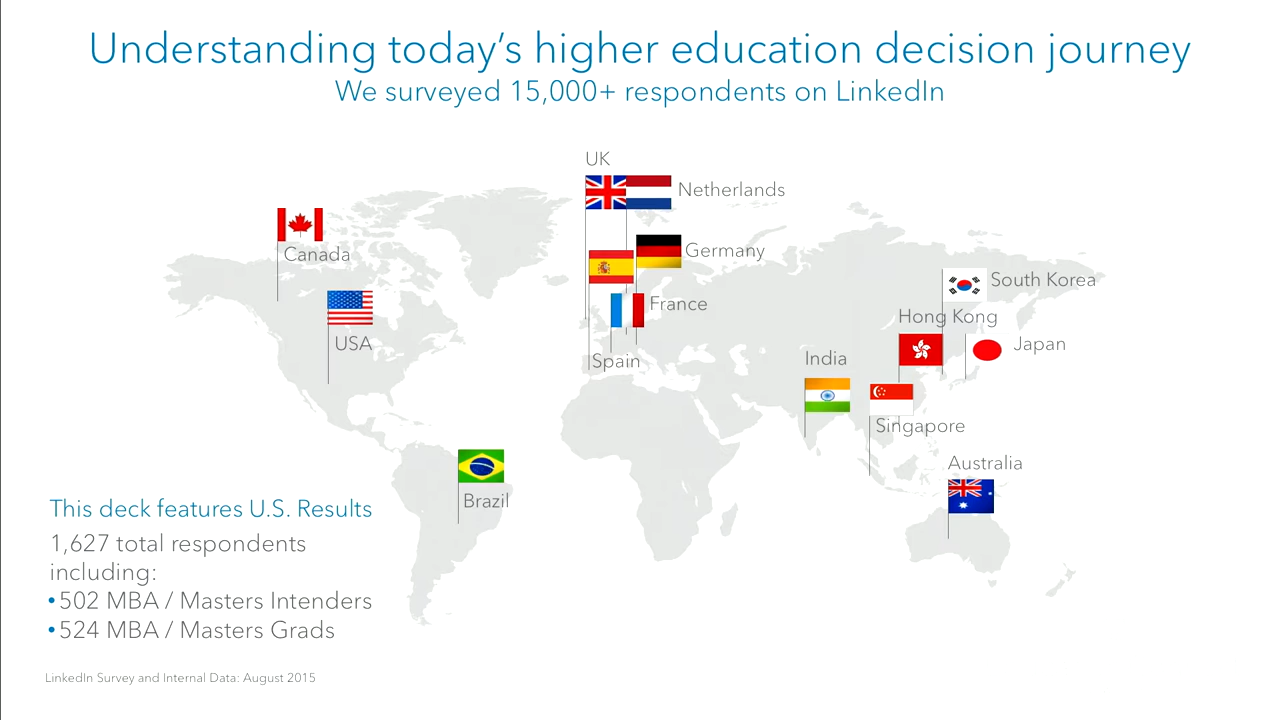 Understanding today’s higher education decision journey
We surveyed 15,000+ respondents on LinkedIn
UK
Netherlands
Canada
Germany
South Korea
France
Hong Kong
USA
Japan
India
Spain
Singapore
Australia
Brazil
This deck features U.S. Results
1,627 total respondents
including:
•502 MBA / Masters Intenders
•524 MBA / Masters Grads
LinkedIn Survey and Internal Data: August 2015